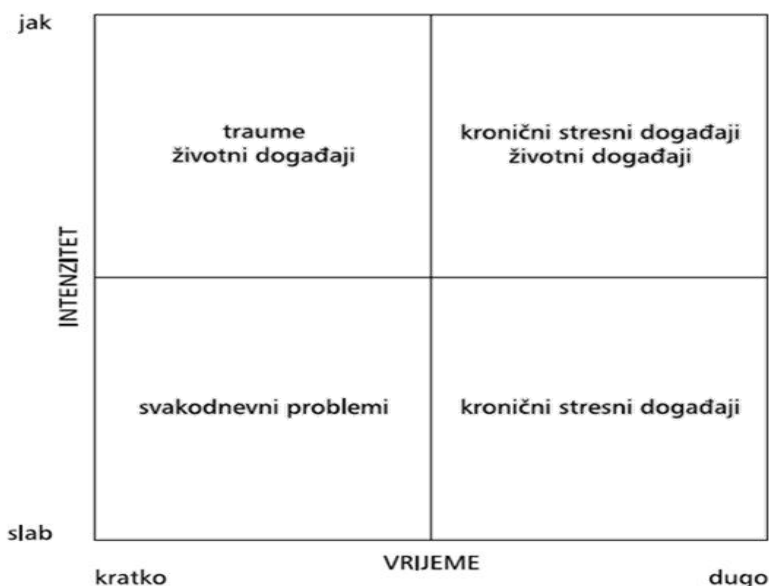 jak
traume
životni događaji
kronični stresni događaji
životni događaji
INTENZITET
svakodnevni problemi
kronični stresni događaji
slab
kratko
VRIJEME
dugo